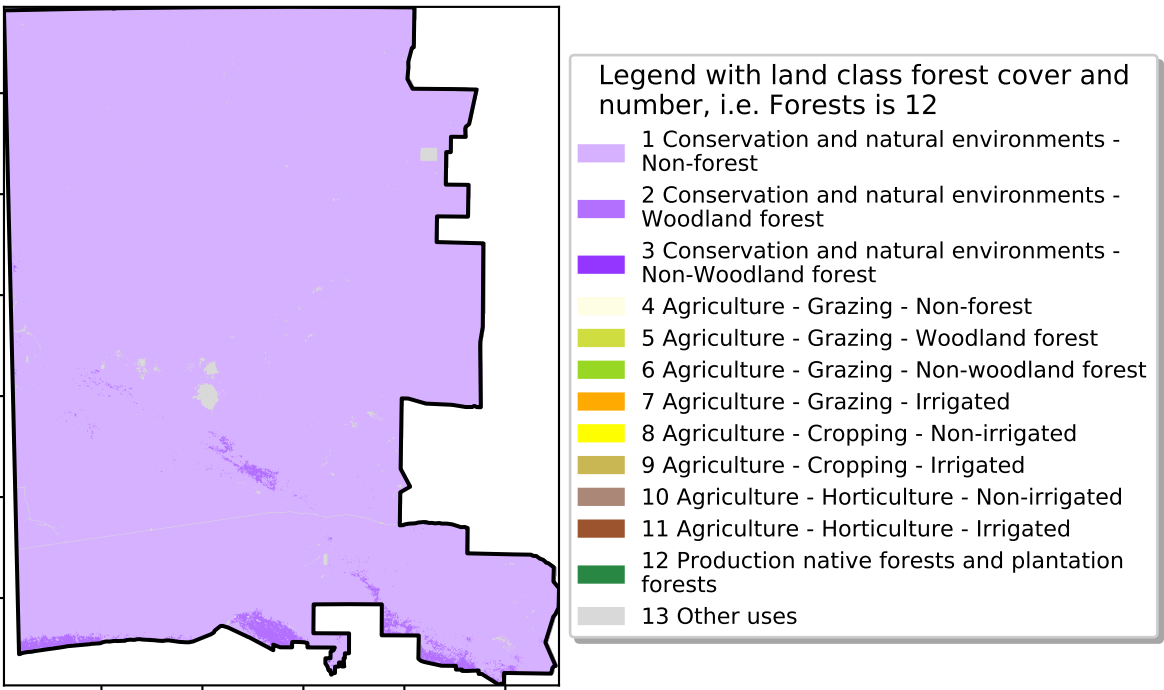 Legend with land class forest cover and
number, i.e. Forests is 12
1 Conservation and natural environments -
Non-forest
2 Conservation and natural environments -
Woodland forest
3 Conservation and natural environments -
Non-Woodland forest
4 Agriculture - Grazing - Non-forest
5 Agriculture - Grazing - Woodland forest
6 Agriculture - Grazing - Non-woodland forest
7 Agriculture - Grazing - Irrigated
8 Agriculture - Cropping - Non-irrigated
9 Agriculture - Cropping - Irrigated
10 Agriculture - Horticulture - Non-irrigated
11 Agriculture - Horticulture - Irrigated
12 Production native forests and plantation
forests
13 Other uses